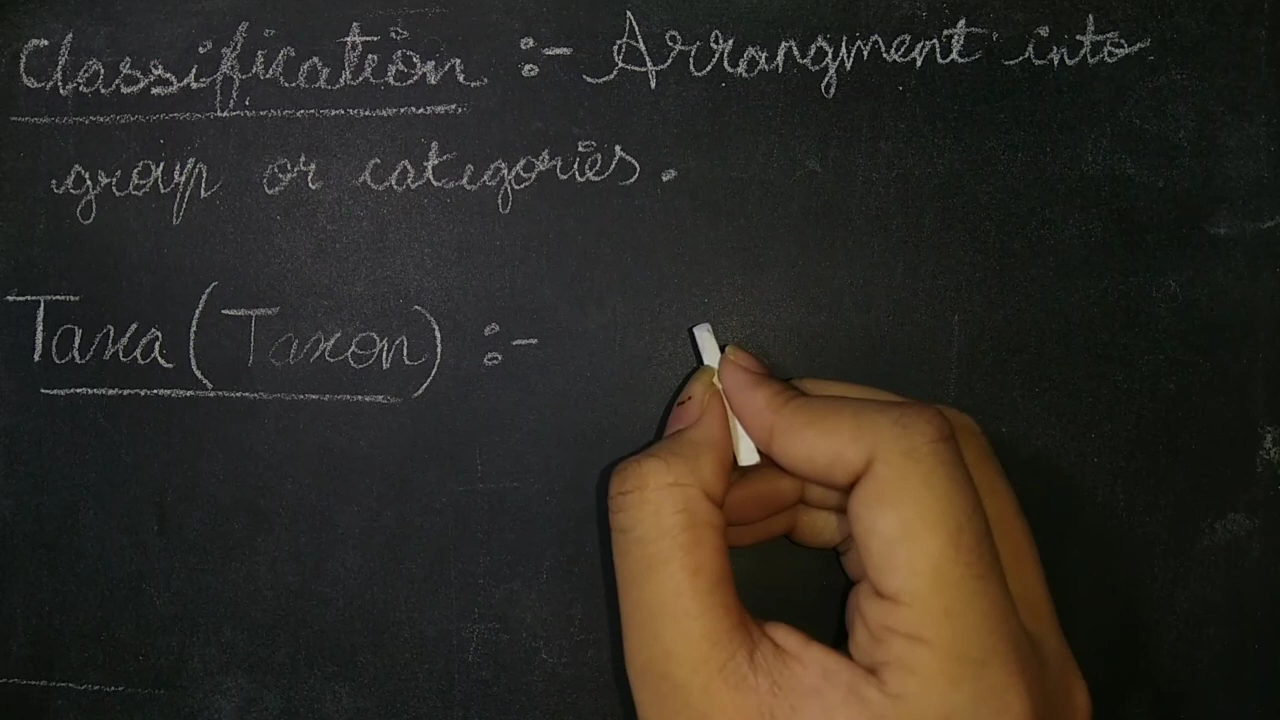 Classification :- Arrangment into
group or categories.
Taxa (Taxon) :-